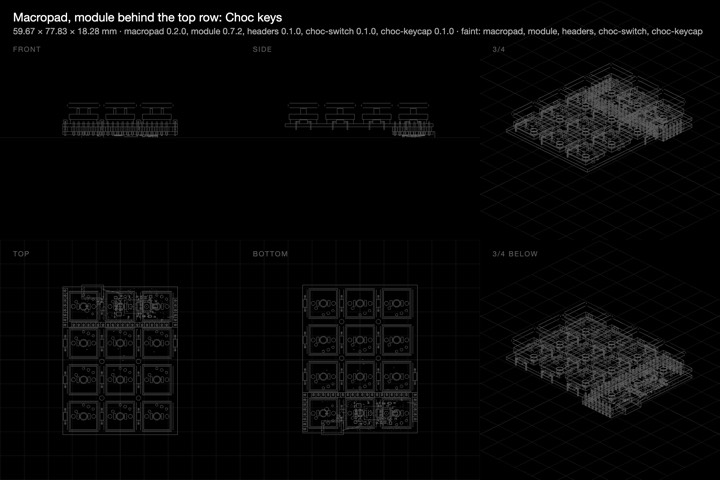 Macropad, module behind the top row: Choc keys
59.67 × 77.83 × 18.28 mm · macropad 0.2.0, module 0.7.2, headers 0.1.0, choc-switch 0.1.0, choc-keycap 0.1.0 · faint: macropad, module, headers, choc-switch, choc-keycap
FRONT
SIDE
3/4
TOP
BOTTOM
3/4 BELOW